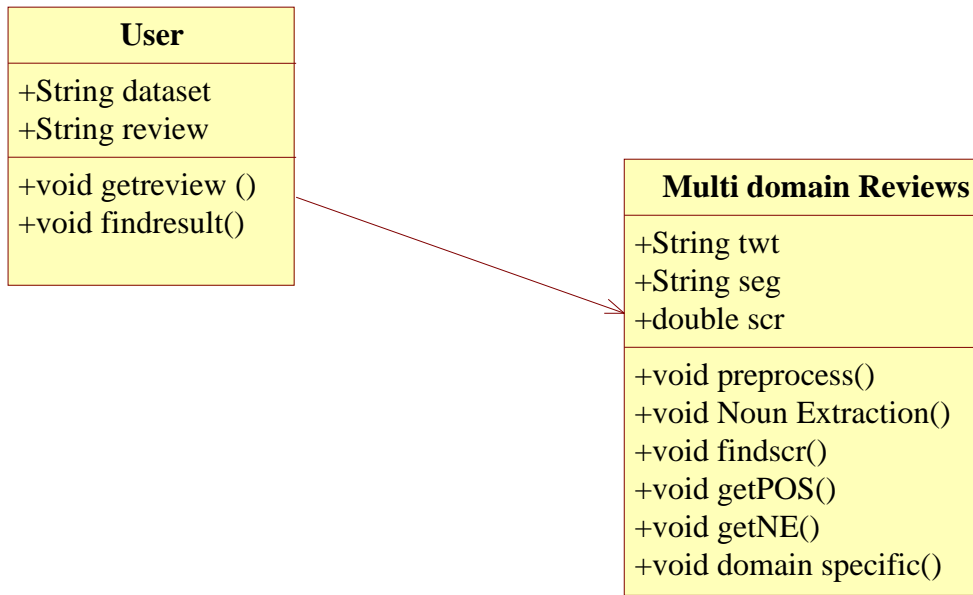 User
+String dataset
+String review
+void getreview ()
+void findresult()
Multi domain Reviews
+String twt
+String seg
+double scr
+void preprocess()
+void Noun Extraction()
+void findscr()
+void getPOS()
+void getNE()
+void domain specific()